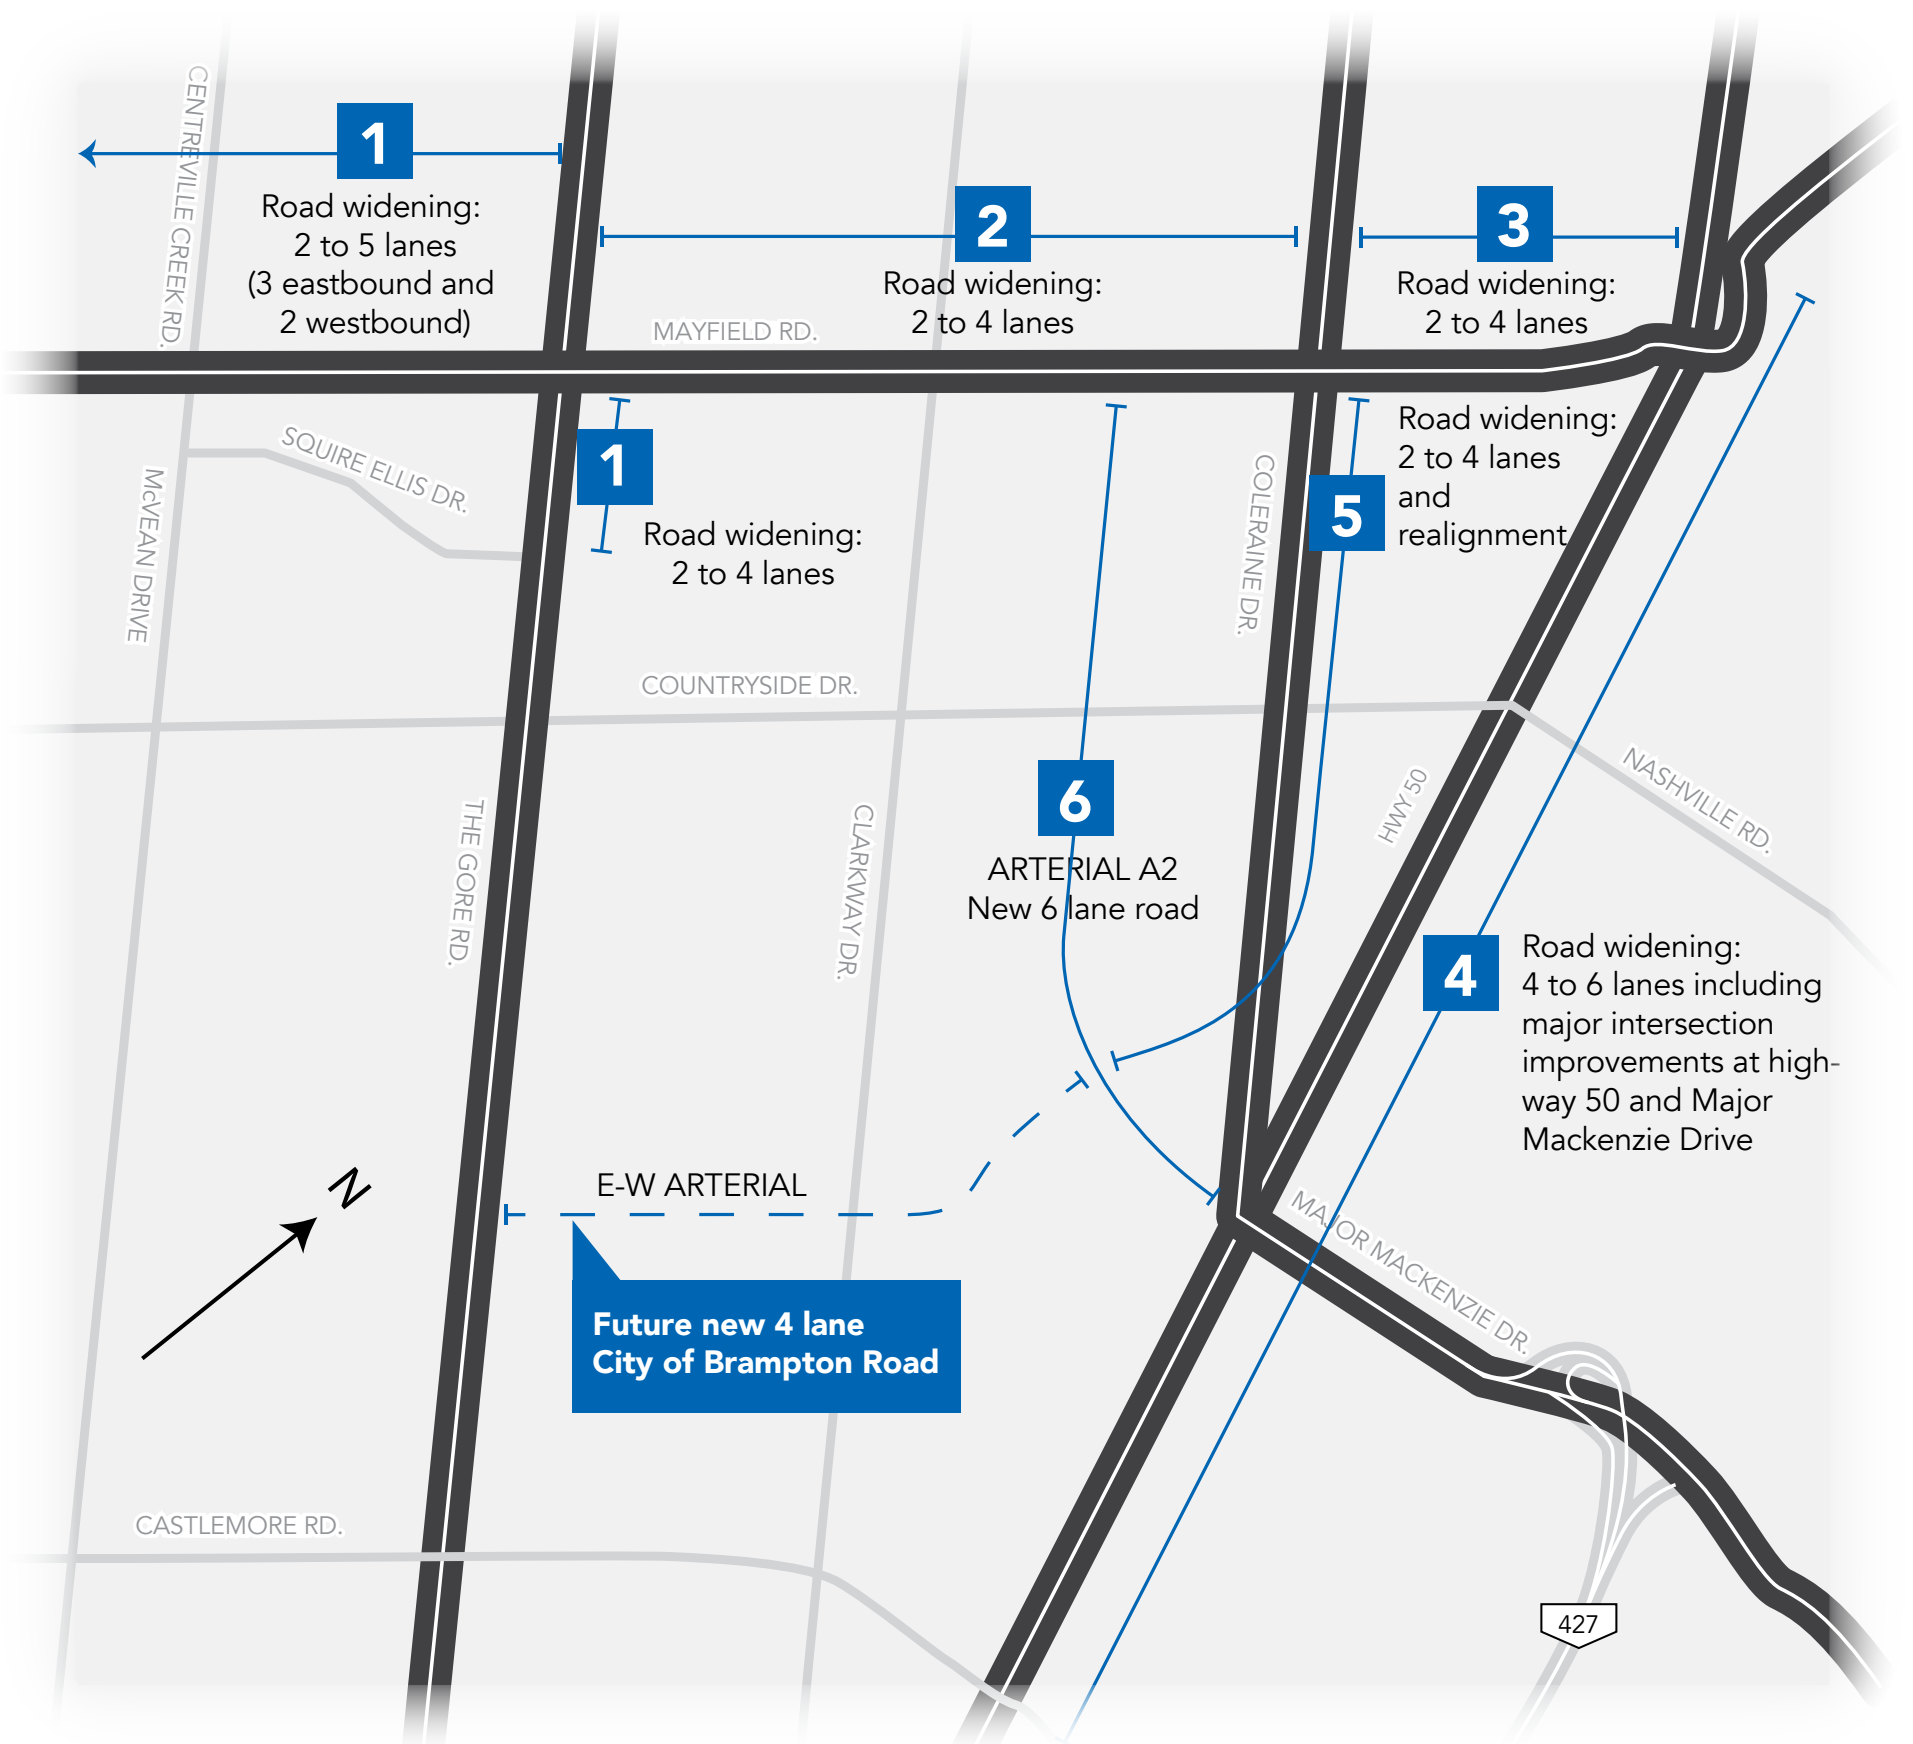 CENTREVILLE CREEK RD.
1
Road widening:
2 to 5 lanes
(3 eastbound and
2 westbound)
2
Road widening:
2 to 4 lanes
3
Road widening:
2 to 4 lanes
MAYFIELD RD.
SQUIRE ELLIS DR.
McVEAN DRIVE
1
Road widening:
2 to 4 lanes
COLERAINE DR.
5
Road widening:
2 to 4 lanes
and
realignment
COUNTRYSIDE DR.
THE GORE RD.
CLARKWAY DR.
6
ARTERIAL A2
New 6 lane road
HWY 50
NASHVILLE RD.
4
Road widening:
4 to 6 lanes including
major intersection
improvements at high-
way 50 and Major
Mackenzie Drive
N
E-W ARTERIAL
Future new 4 lane
City of Brampton Road
MAJOR MACKENZIE DR.
CASTLEMORE RD.
427